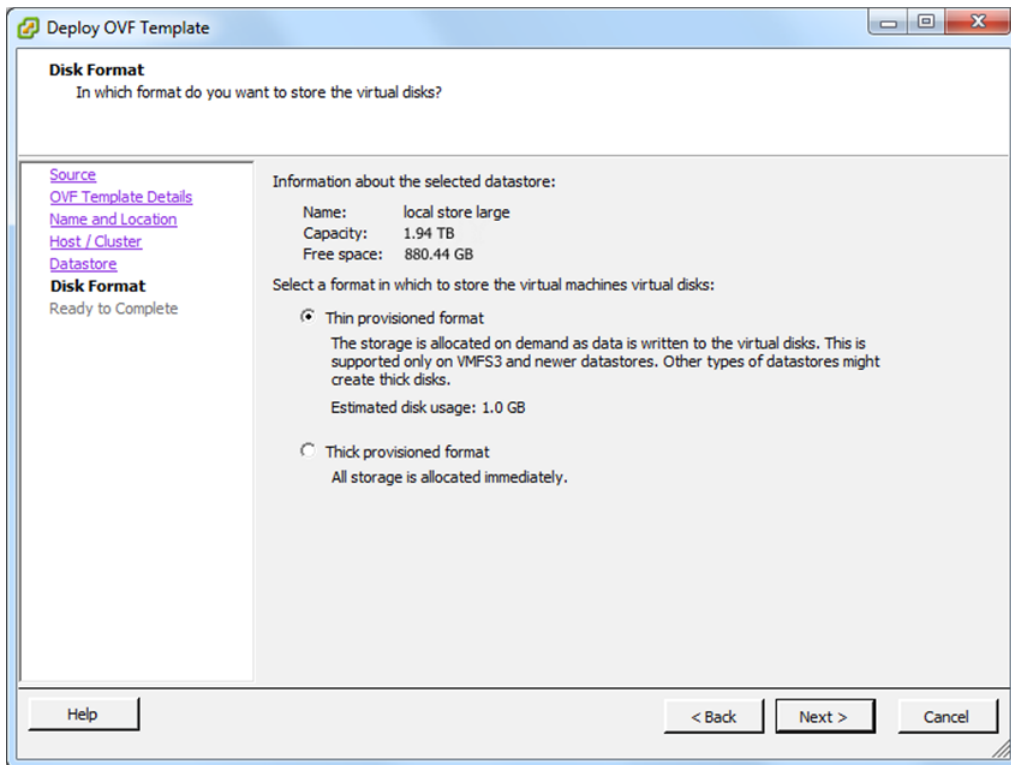 Deploy OVF Template
Disk Format
In which format do you want to store the virtual disks?
Source
OVF Template Details
Name and Location
Host / Cluster
Datastore
Disk Format
Ready to Complete
Information about the selected datastore:
Name: local store large
Capacity: 1.94 TB
Free space: 880.44 GB
Select a format in which to store the virtual machines virtual disks:
Thin provisioned format
The storage is allocated on demand as data is written to the virtual disks. This is
supported only on VMFS3 and newer datastores. Other types of datastores might
create thick disks.
Estimated disk usage: 1.0 GB
Thick provisioned format
All storage is allocated immediately.
Help
< Back
Next >
Cancel